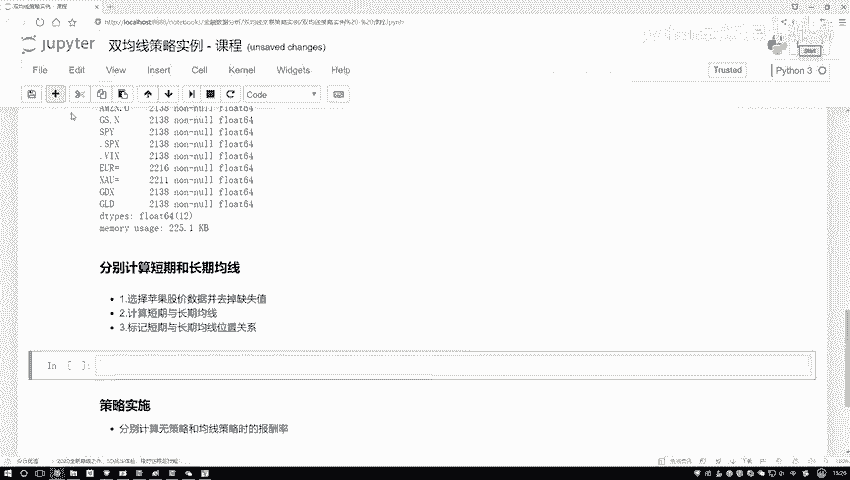 双均线策略实例 - 课程
jupyter 双均线策略实例 - 课程 (unsaved changes)
File Edit View Insert Cell Kernel Widgets Help
Trusted Python 3
Code
AMZN.O 2138 non-null float64
GS.N 2138 non-null float64
SPY 2138 non-null float64
.SPX 2138 non-null float64
.VIX 2138 non-null float64
EUR= 2216 non-null float64
XAU= 2211 non-null float64
GDX 2138 non-null float64
GLD 2138 non-null float64
dtypes: float64(12)
memory usage: 225.1 KB
分别计算短期和长期均线
1.选择苹果股价数据并去掉缺失值
2.计算短期与长期均线
3.标记短期与长期均线位置关系
In [ ]:
策略实施
分别计算无策略和均线策略时的报酬率